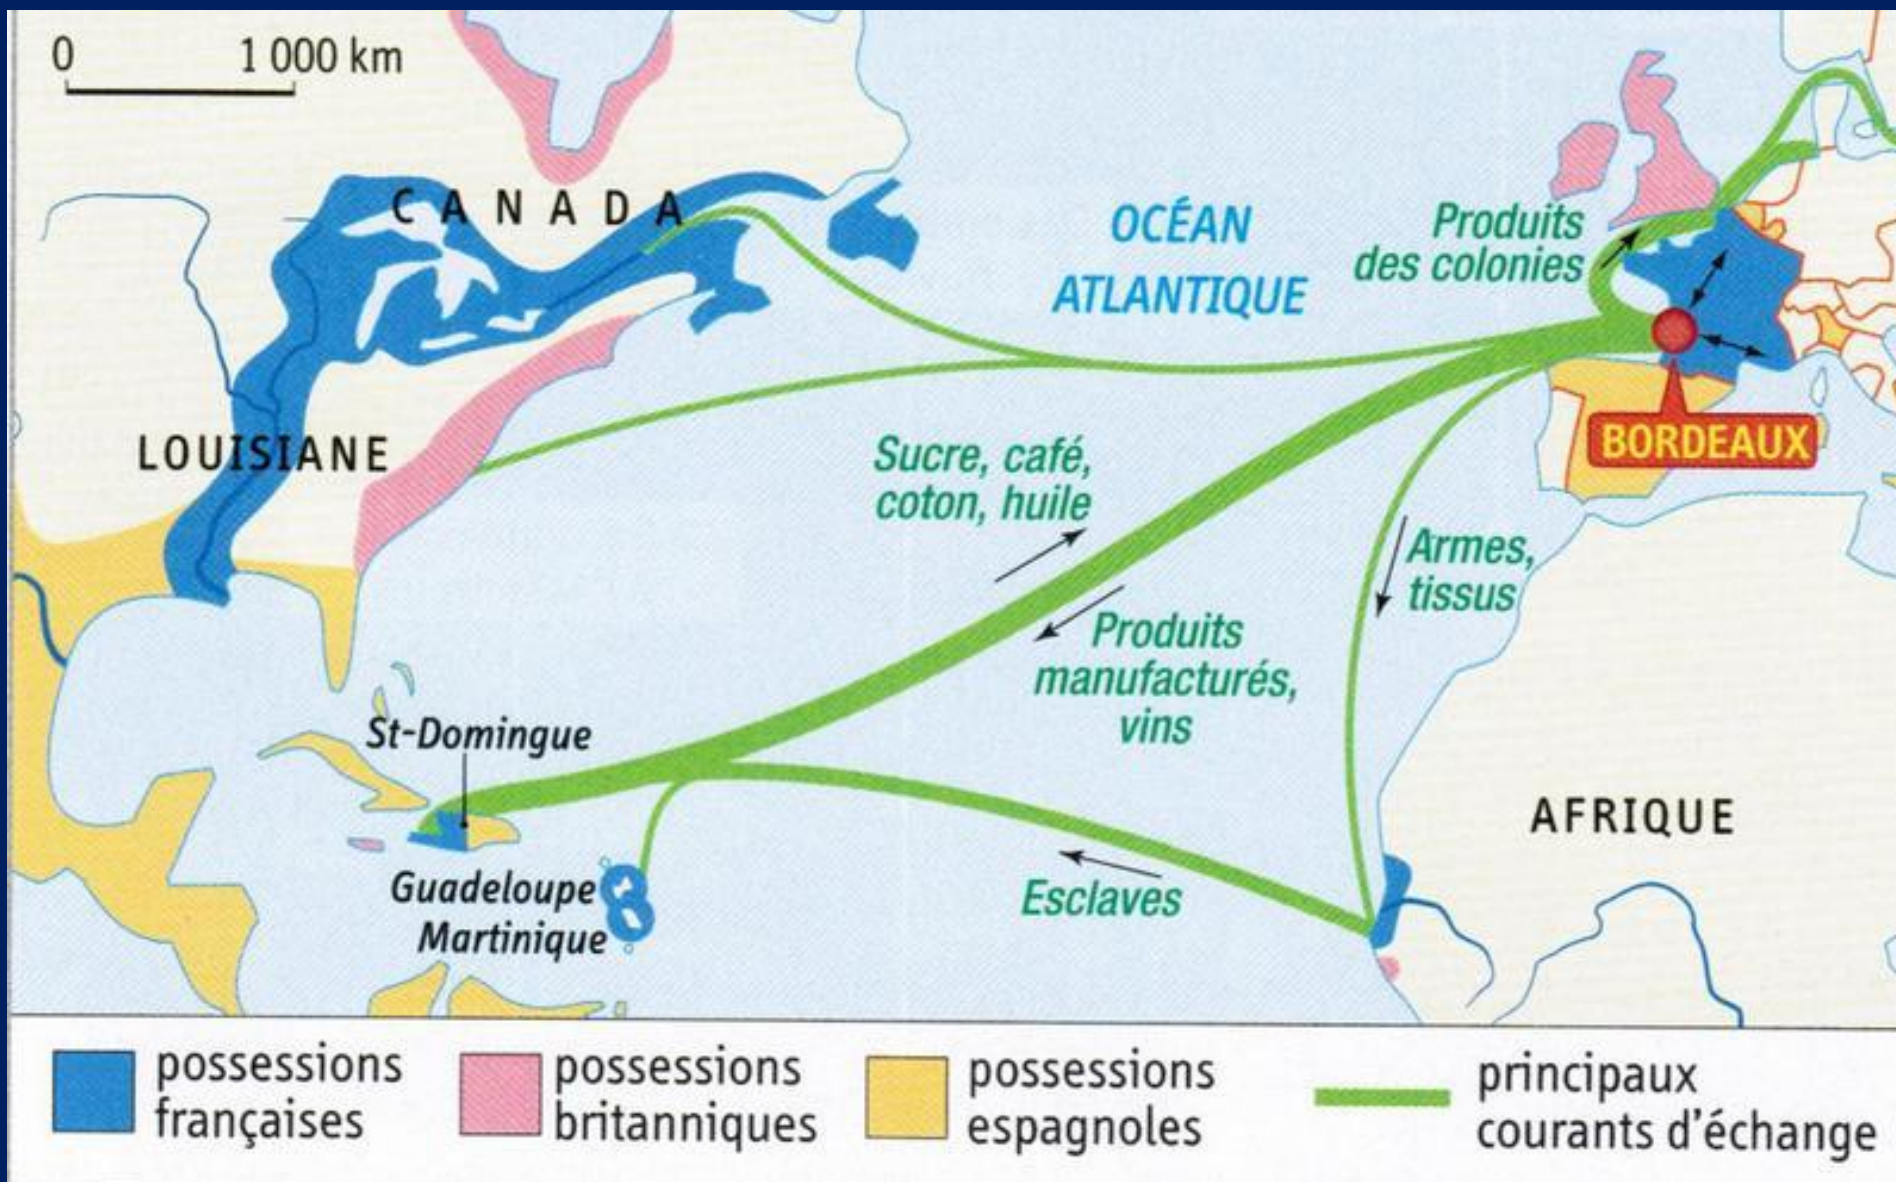 0 1 000 km
CANADA
OCÉAN
ATLANTIQUE
Produits
des colonies
LOUISIANE
BORDEAUX
Sucre, café,
coton, huile
Armes,
tissus
Produits
manufacturés,
vins
St-Domingue
AFRIQUE
Guadeloupe
Martinique
Esclaves
possessions
françaises
possessions
britanniques
possessions
espagnoles
principaux
courants d'échange